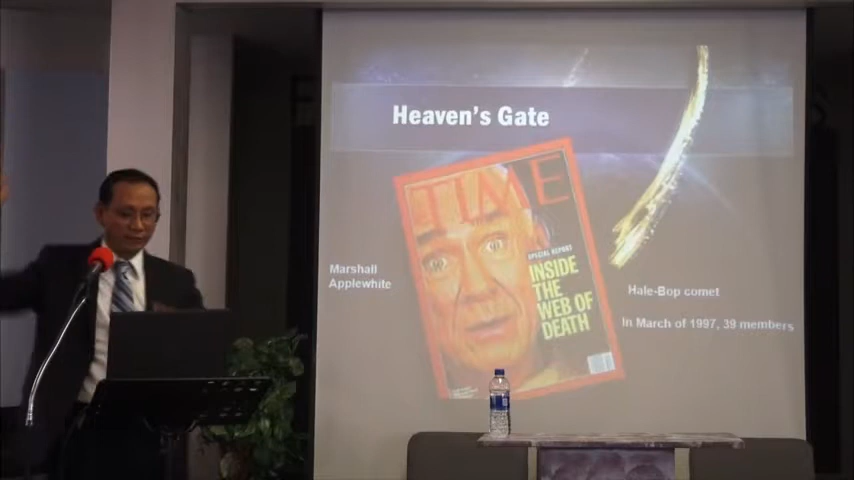 Heaven's Gate
TIME
SPECIAL REPORT
INSIDE
THE
WEB OF
DEATH
Marshall
Applewhite
Hale-Bop comet
In March of 1997, 39 members